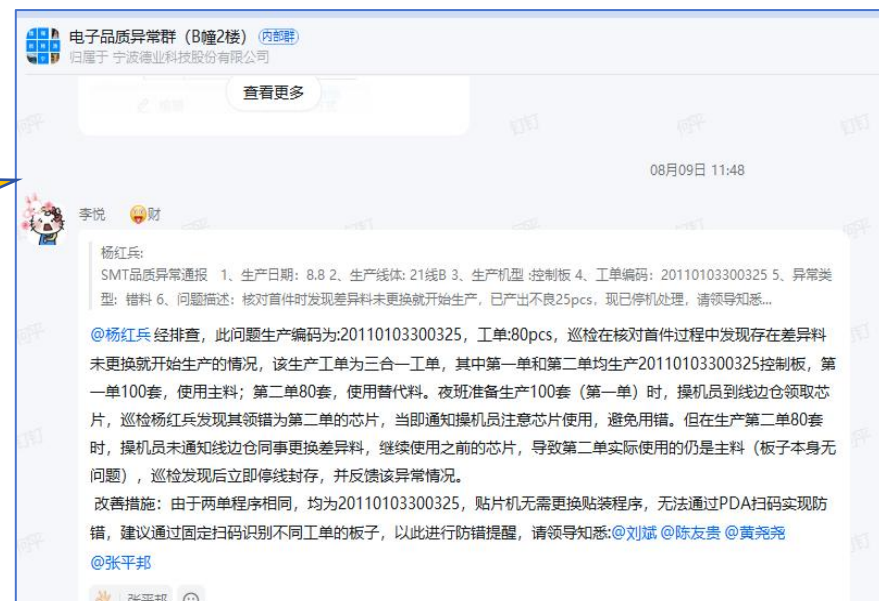 电子品质异常群（B幢2楼） 内部群
归属于 宁波德业科技股份有限公司
查看更多
08月09日 11:48
李悦 财
杨红兵:
SMT品质异常通报 1、生产日期：8.8 2、生产线体: 21线B 3、生产机型 :控制板 4、工单编码：20110103300325 5、异常类
型: 错料 6、问题描述：核对首件时发现差异料未更换就开始生产，已产出不良25pcs，现已停机处理，请领导知悉...
@杨红兵 经排查，此问题生产编码为:20110103300325，工单:80pcs，巡检在核对首件过程中发现存在差异料
未更换就开始生产的情况，该生产工单为三合一工单，其中第一单和第二单均生产20110103300325控制板，第
一单100套，使用主料；第二单80套，使用替代料。夜班准备生产100套（第一单）时，操机员到线边仓领取芯
片，巡检杨红兵发现其领错为第二单的芯片，当即通知操机员注意芯片使用，避免用错。但在生产第二单80套
时，操机员未通知线边仓同事更换差异料，继续使用之前的芯片，导致第二单实际使用的仍是主料（板子本身无
问题），巡检发现后立即停线封存，并反馈该异常情况。
改善措施：由于两单程序相同，均为20110103300325，贴片机无需更换贴装程序，无法通过PDA扫码实现防
错，建议通过固定扫码识别不同工单的板子，以此进行防错提醒，请领导知悉:@刘斌 @陈友贵 @黄尧尧
@张平邦
张平邦